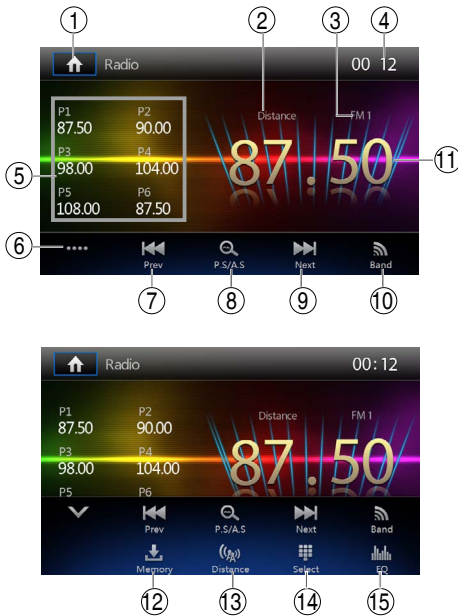 ① ② ③ ④
Radio 00 12
Distance FM 1
P1 P2
87.50 90.00
P3 P4
98.00 104.00
P5 P6
108.00 87.50
87.50
⑤ ⑪
⑥ ....
Prev P.S/A.S Next Band
⑦ ⑧ ⑨ ⑩
Radio 00:12
Distance FM 1
P1 P2
87.50 90.00
P3 P4
98.00 104.00
P5 P6
87.50
Prev P.S/A.S Next Band
Memory Distance Select EQ
⑫ ⑬ ⑭ ⑮